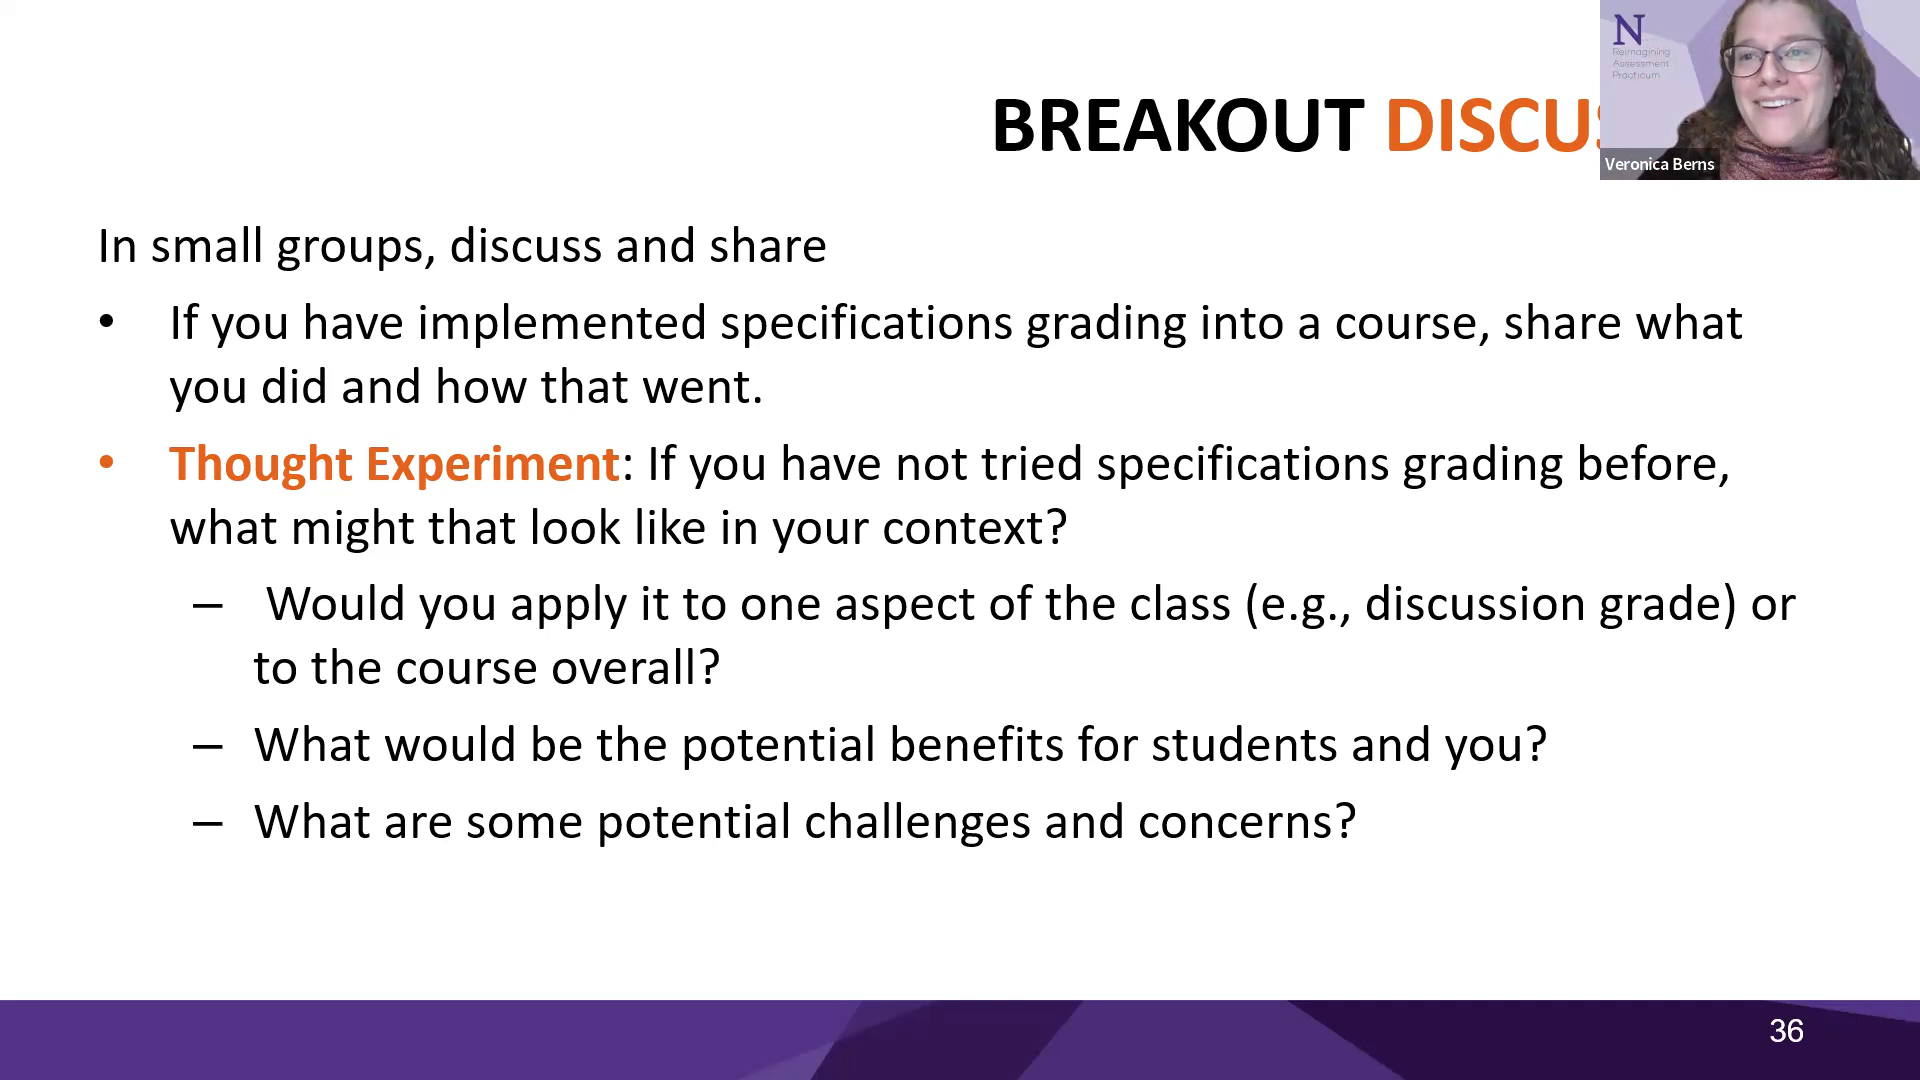 N
Reimagining
Assessment
Practicum
BREAKOUT DISCUS
Veronica Berns
In small groups, discuss and share
• If you have implemented specifications grading into a course, share what
you did and how that went.
• Thought Experiment: If you have not tried specifications grading before,
what might that look like in your context?
– Would you apply it to one aspect of the class (e.g., discussion grade) or
to the course overall?
– What would be the potential benefits for students and you?
– What are some potential challenges and concerns?
36